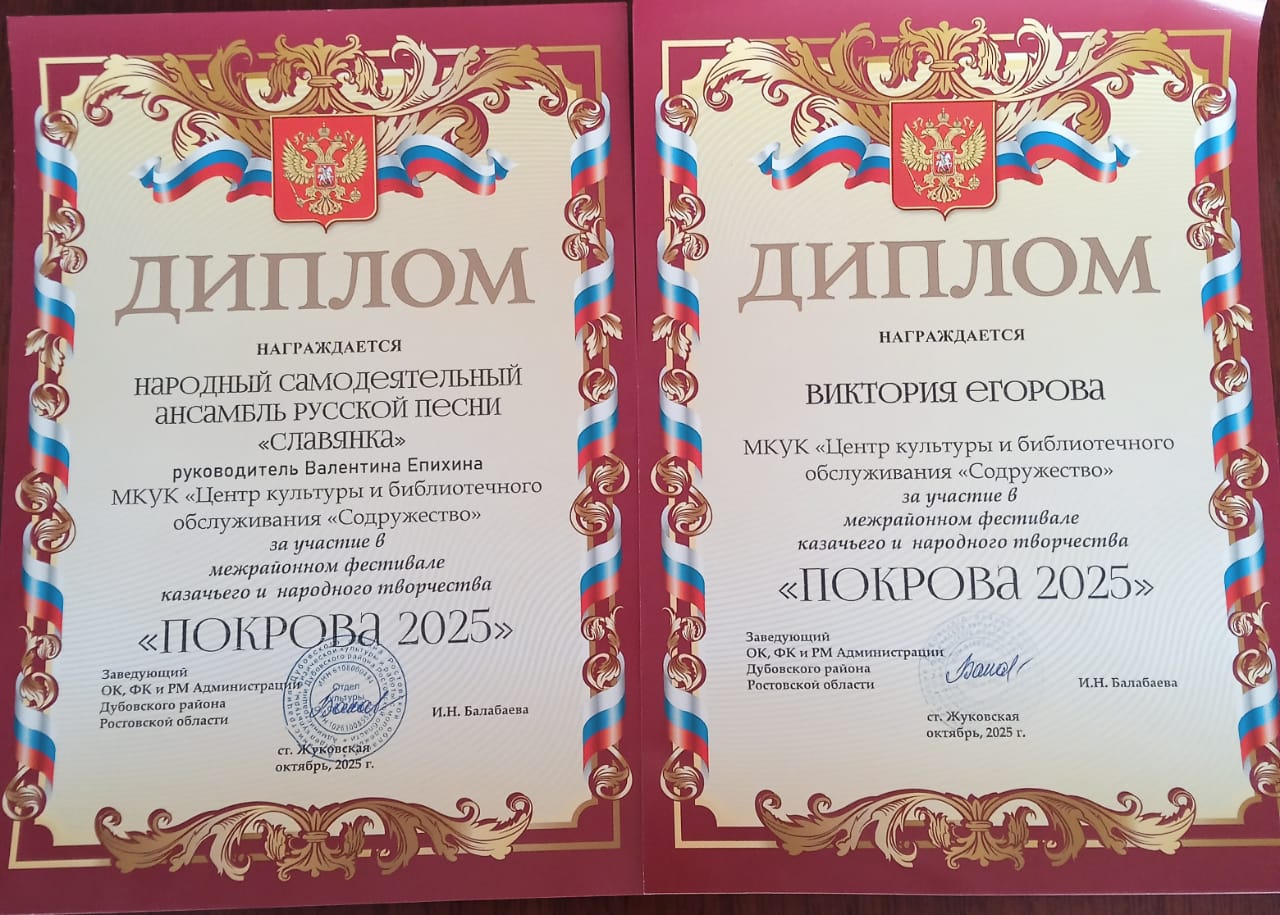 ДИПЛОМ
НАГРАЖДАЕТСЯ
НАРОДНЫЙ САМОДЕЯТЕЛЬНЫЙ
АНСАМБЛЬ РУССКОЙ ПЕСНИ
«СЛАВЯНКА»
руководитель Валентина Епихина
МКУК «Центр культуры и библиотечного
обслуживания «Содружество»
за участие в
межрайонном фестивале
казачьего и народного творчества
«ПОКРОВА 2025»
Заведующий
ОК, ФК и РМ Администрации
Дубовского района
Ростовской области
Отдел
культуры
И.Н. Балабаева
ст. Жуковская
октябрь, 2025 г.
ДИПЛОМ
НАГРАЖДАЕТСЯ
ВИКТОРИЯ ЕГОРОВА
МКУК «Центр культуры и библиотечного
обслуживания «Содружество»
за участие в
межрайонном фестивале
казачьего и народного творчества
«ПОКРОВА 2025»
Заведующий
ОК, ФК и РМ Администрации
Дубовского района
Ростовской области
И.Н. Балабаева
ст. Жуковская
октябрь, 2025 г.